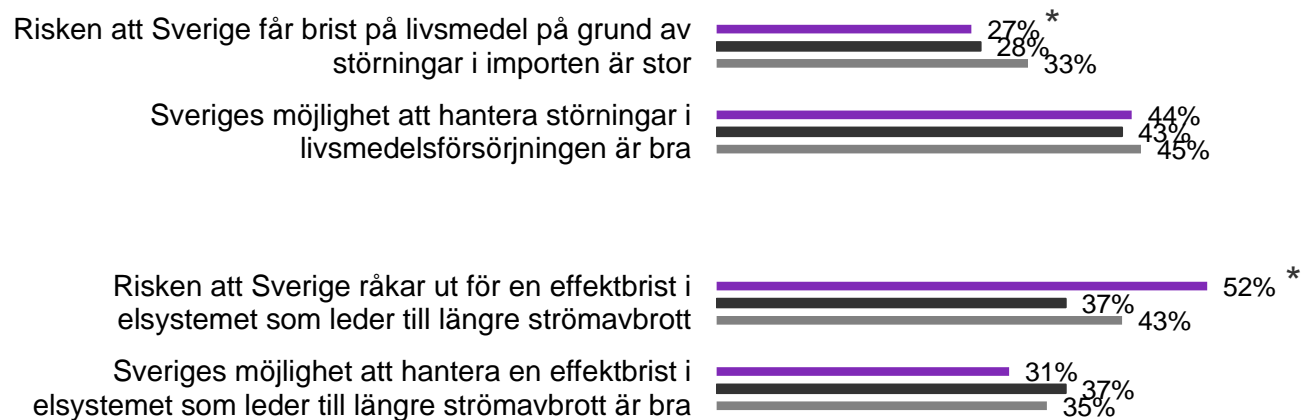 Risken att Sverige får brist på livsmedel på grund av
störningar i importen är stor
27% *
28%
33%
Sveriges möjlighet att hantera störningar i
livsmedelsförsörjningen är bra
44%
43%
45%
Risken att Sverige råkar ut för en effektbrist i
elsystemet som leder till längre strömavbrott
52% *
37%
43%
Sveriges möjlighet att hantera en effektbrist i
elsystemet som leder till längre strömavbrott är bra
31%
37%
35%